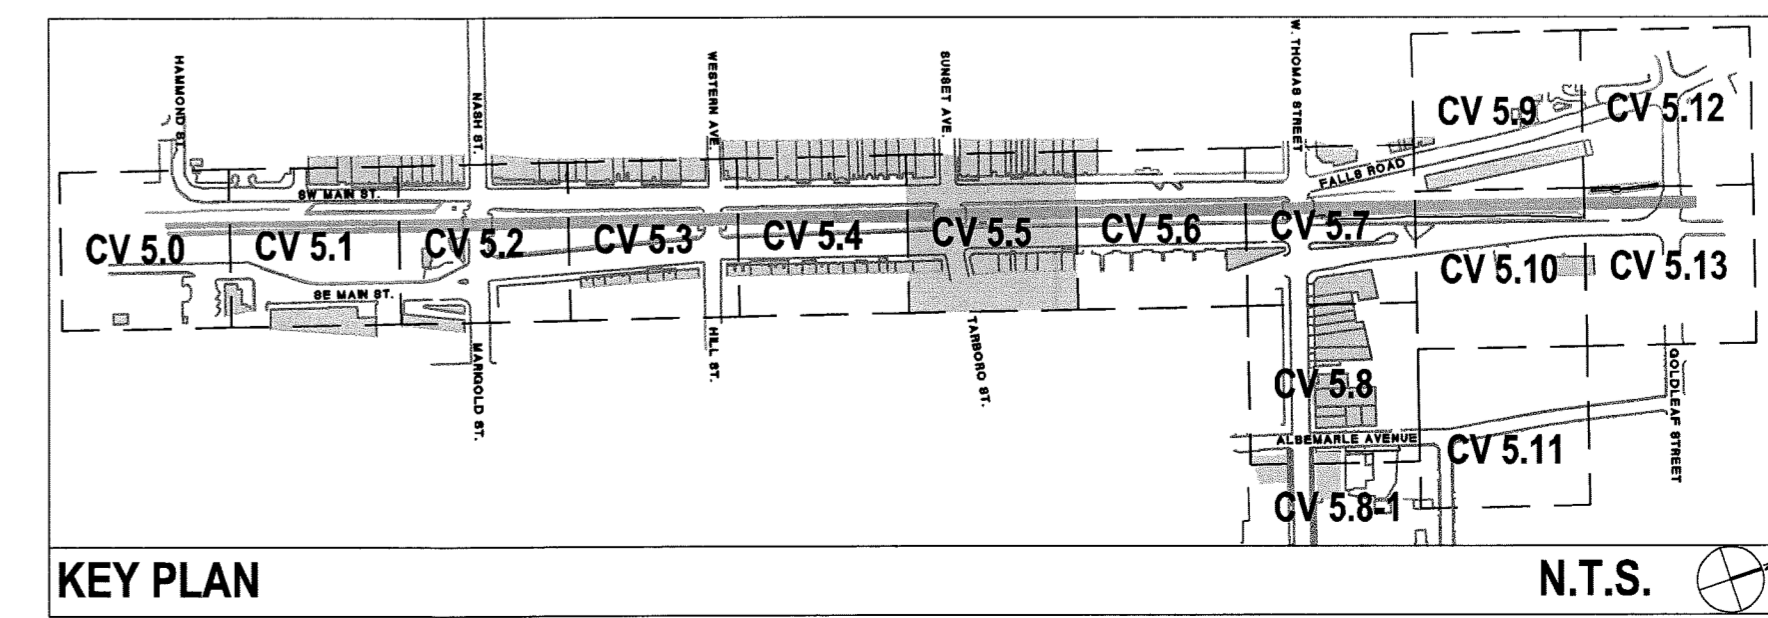 HAMMOND ST.
NASH ST.
WESTERN AVE.
SUNSET AVE.
W. THOMAS STREET
CV 5.9
CV 5.12
FALLS ROAD
SW MAIN ST.
CV 5.0
CV 5.1
CV 5.2
CV 5.3
CV 5.4
CV 5.5
CV 5.6
CV 5.7
CV 5.10
CV 5.13
SE MAIN ST.
MARIGOLD ST.
HILL ST.
TARBORO ST.
CV 5.8
GOLDLEAF STREET
ALBEMARLE AVENUE
CV 5.11
CV 5.8-1
KEY PLAN
N.T.S.
N